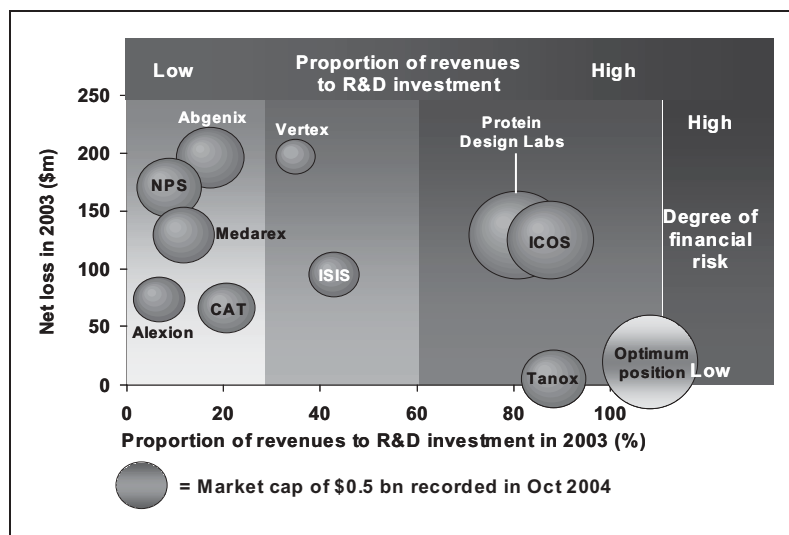 Low
Proportion of revenues
to R&D investment
High
250
200
150
100
50
0
Net loss in 2003 ($m)
Abgenix
NPS
Medarex
Alexion
CAT
Vertex
ISIS
Protein
Design Labs
ICOS
Tanox
High
Degree of
financial
risk
Optimum
position
Low
0
20
40
60
80
100
Proportion of revenues to R&D investment in 2003 (%)
= Market cap of $0.5 bn recorded in Oct 2004